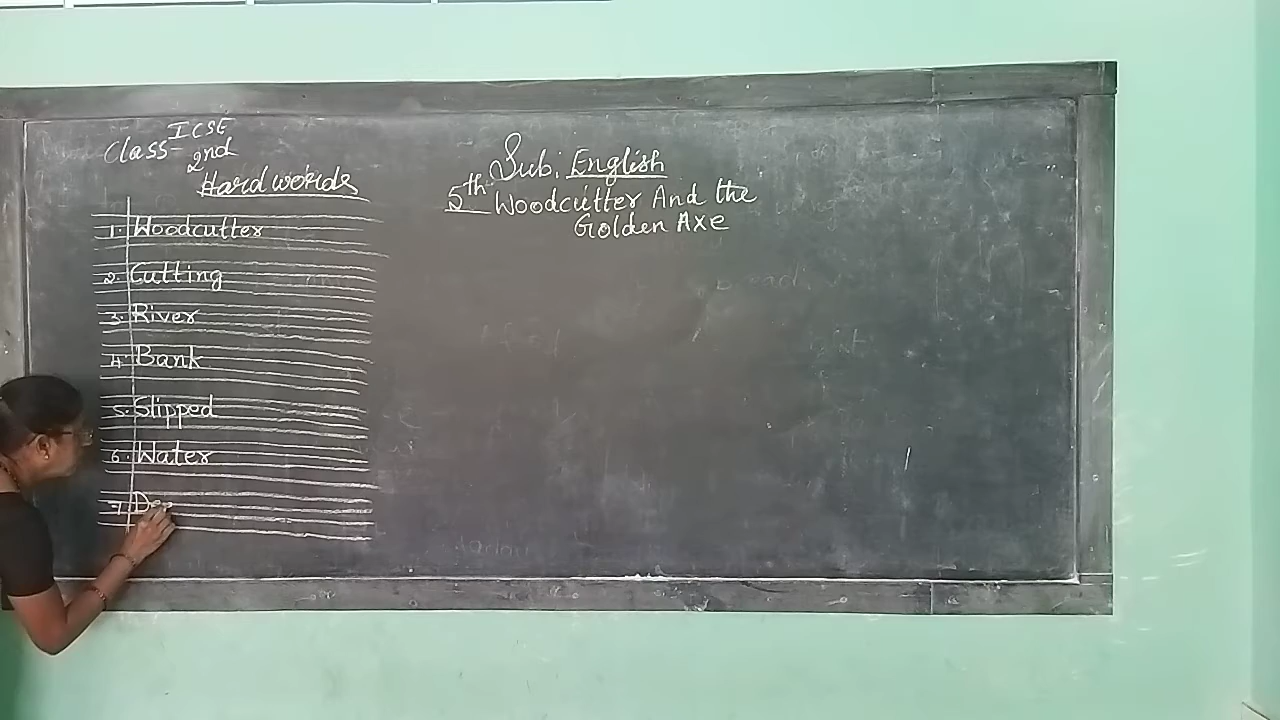 ICSE
Class- 2nd
Hard words
1. Woodcutter
2. Cutting
3. River
4. Bank
5. Slipped
6. Water
7. Dee
Sub: English
5th Woodcutter And the
Golden Axe